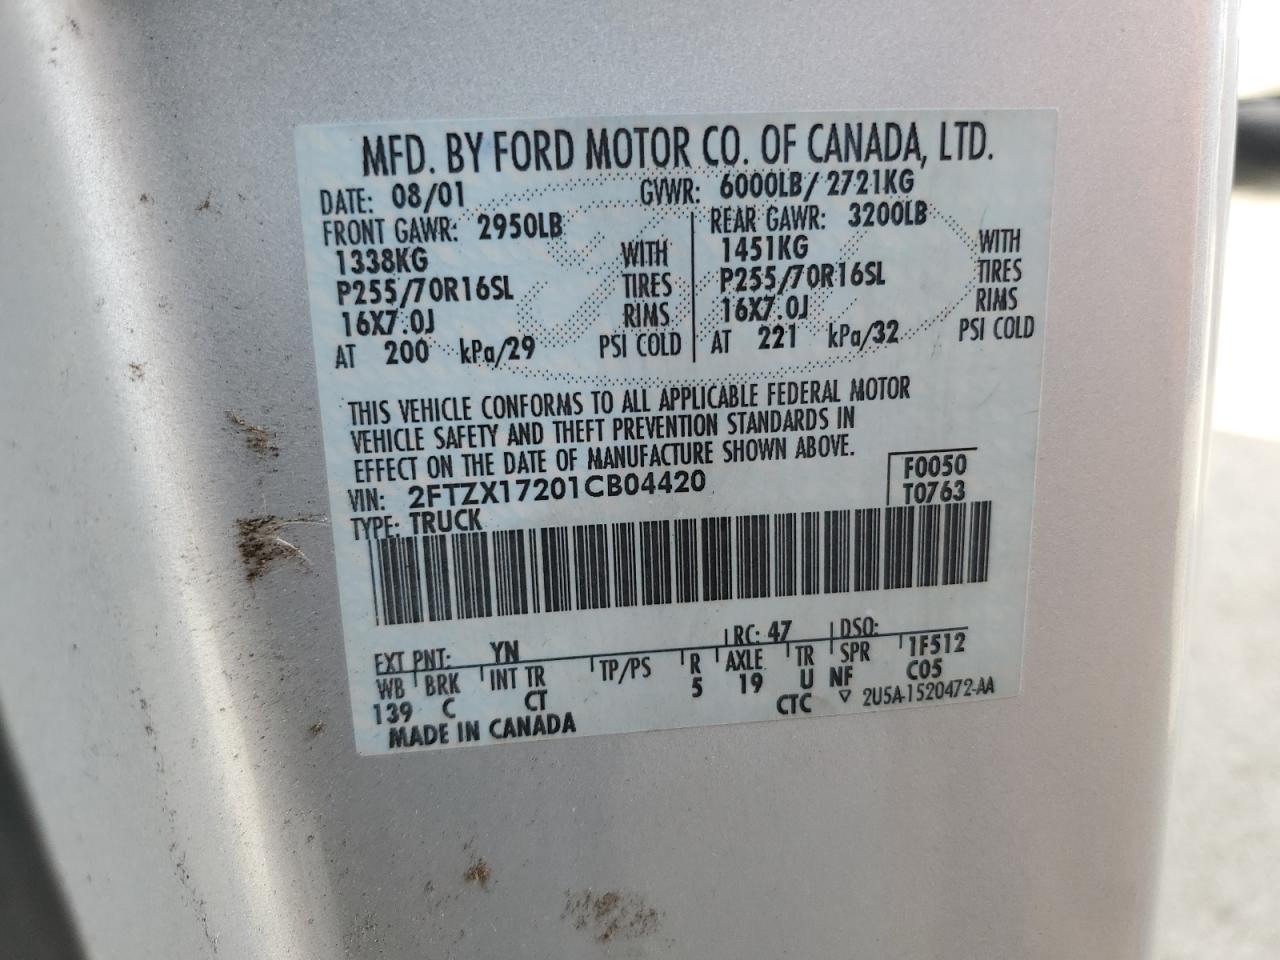 MFD. BY FORD MOTOR CO. OF CANADA, LTD.
DATE: 08/01 GVWR: 6000LB/ 2721KG
FRONT GAWR: 2950LB REAR GAWR: 3200LB
1338KG WITH 1451KG WITH
P255/70R16SL TIRES P255/70R16SL TIRES
16X7.0J RIMS 16X7.0J RIMS
AT 200 kPa/29 PSI COLD AT 221 kPa/32 PSI COLD
THIS VEHICLE CONFORMS TO ALL APPLICABLE FEDERAL MOTOR
VEHICLE SAFETY AND THEFT PREVENTION STANDARDS IN
EFFECT ON THE DATE OF MANUFACTURE SHOWN ABOVE.
F0050
VIN: 2FTZX17201CB04420 T0763
TYPE: TRUCK
EXT PNT: YN RC: 47 DSO:
WB BRK INT TR TP/PS R AXLE TR SPR 1F512
139 C CT 5 19 U NF C05
MADE IN CANADA CTC ▽ 2U5A-1520472-AA